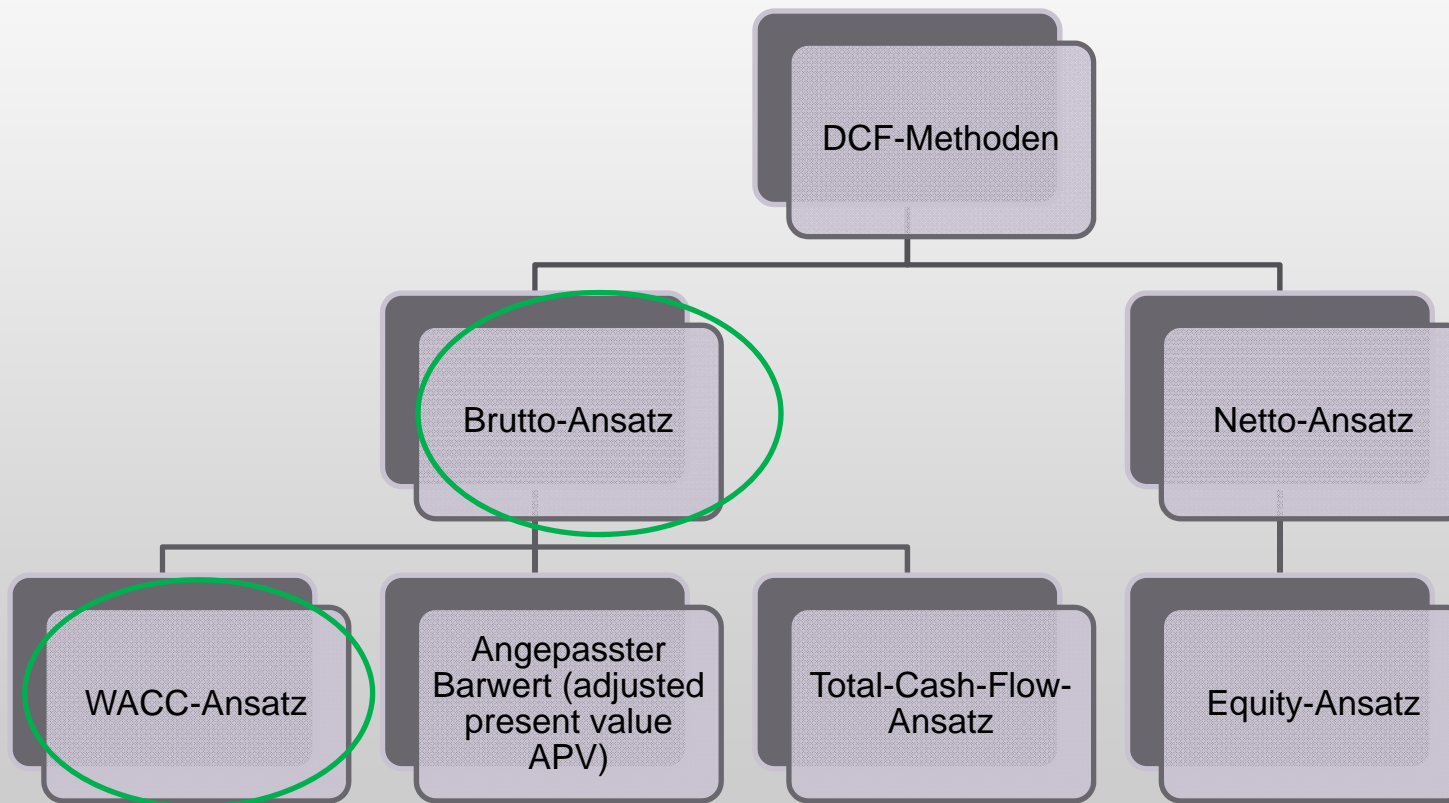 DCF-Methoden
Brutto-Ansatz
Netto-Ansatz
WACC-Ansatz
Angepasster
Barwert (adjusted
present value
APV)
Total-Cash-Flow-
Ansatz
Equity-Ansatz